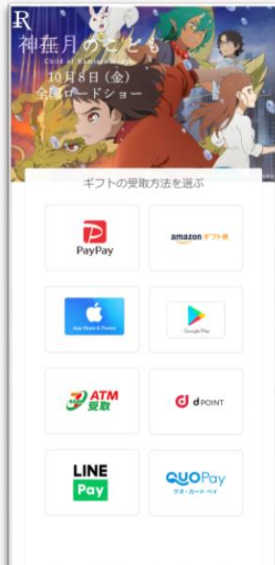 R
神在月のこども
Child of Kamiari Month
10月8日(金)
全国ロードショー
ギフトの受取方法を選ぶ
PayPay
amazon ギフト券
App Store & iTunes
Google Play
ATM
受取
d POINT
LINE
Pay
QUOPay
クオ・カード ペイ